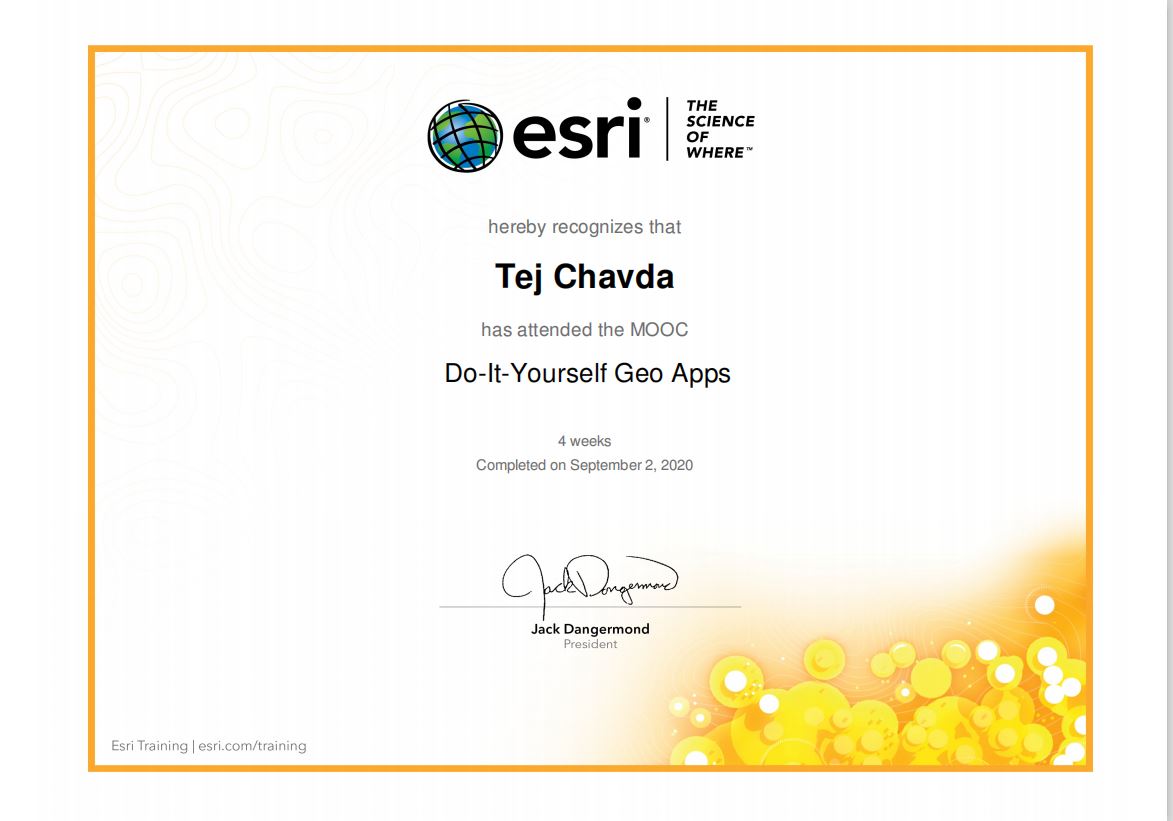 esri®
THE
SCIENCE
OF
WHERE™
hereby recognizes that
Tej Chavda
has attended the MOOC
Do-It-Yourself Geo Apps
4 weeks
Completed on September 2, 2020
Jack Dangermond
Jack Dangermond
President
Esri Training | esri.com/training